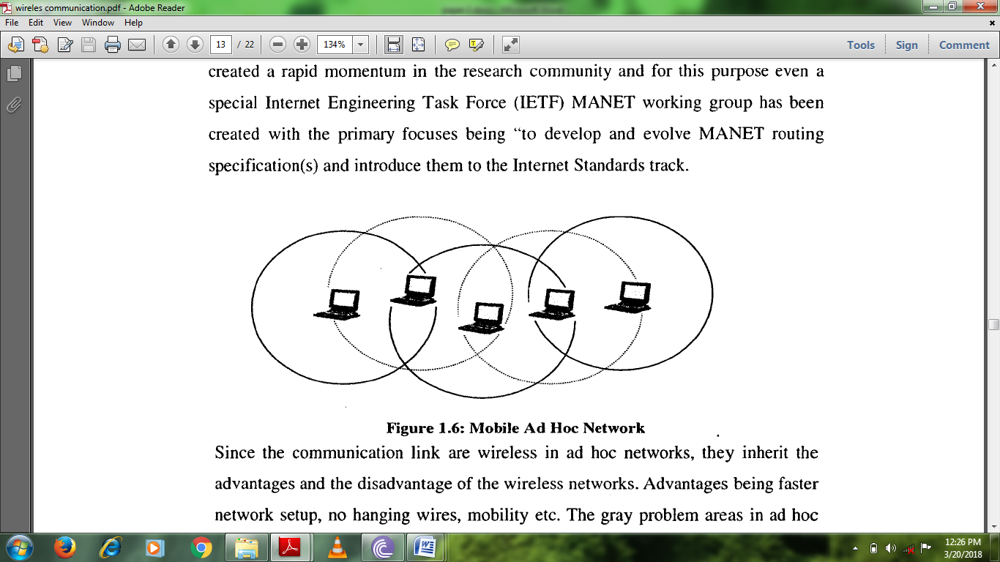 wireles communication.pdf - Adobe Reader
File Edit View Window Help
13 / 22 134% Tools Sign Comment
created a rapid momentum in the research community and for this purpose even a
special Internet Engineering Task Force (IETF) MANET working group has been
created with the primary focuses being “to develop and evolve MANET routing
specification(s) and introduce them to the Internet Standards track.
Figure 1.6: Mobile Ad Hoc Network
Since the communication link are wireless in ad hoc networks, they inherit the
advantages and the disadvantage of the wireless networks. Advantages being faster
network setup, no hanging wires, mobility etc. The gray problem areas in ad hoc
12:26 PM
3/20/2018